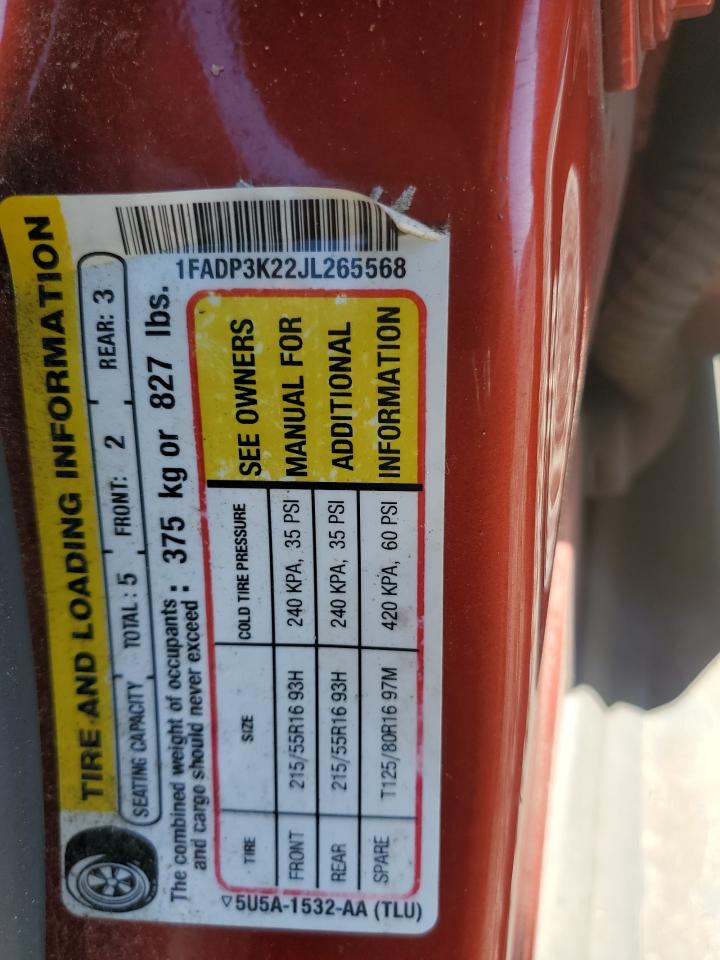 TIRE AND LOADING INFORMATION
SEATING CAPACITY TOTAL: 5 FRONT: 2 REAR: 3
The combined weight of occupants and cargo should never exceed : 375 kg or 827 lbs.
TIRE SIZE COLD TIRE PRESSURE
FRONT 215/55R16 93H 240 KPA, 35 PSI
REAR 215/55R16 93H 240 KPA, 35 PSI
SPARE T125/80R16 97M 420 KPA, 60 PSI
SEE OWNERS
MANUAL FOR
ADDITIONAL
INFORMATION
1FADP3K22JL265568
▽5U5A-1532-AA (TLU)